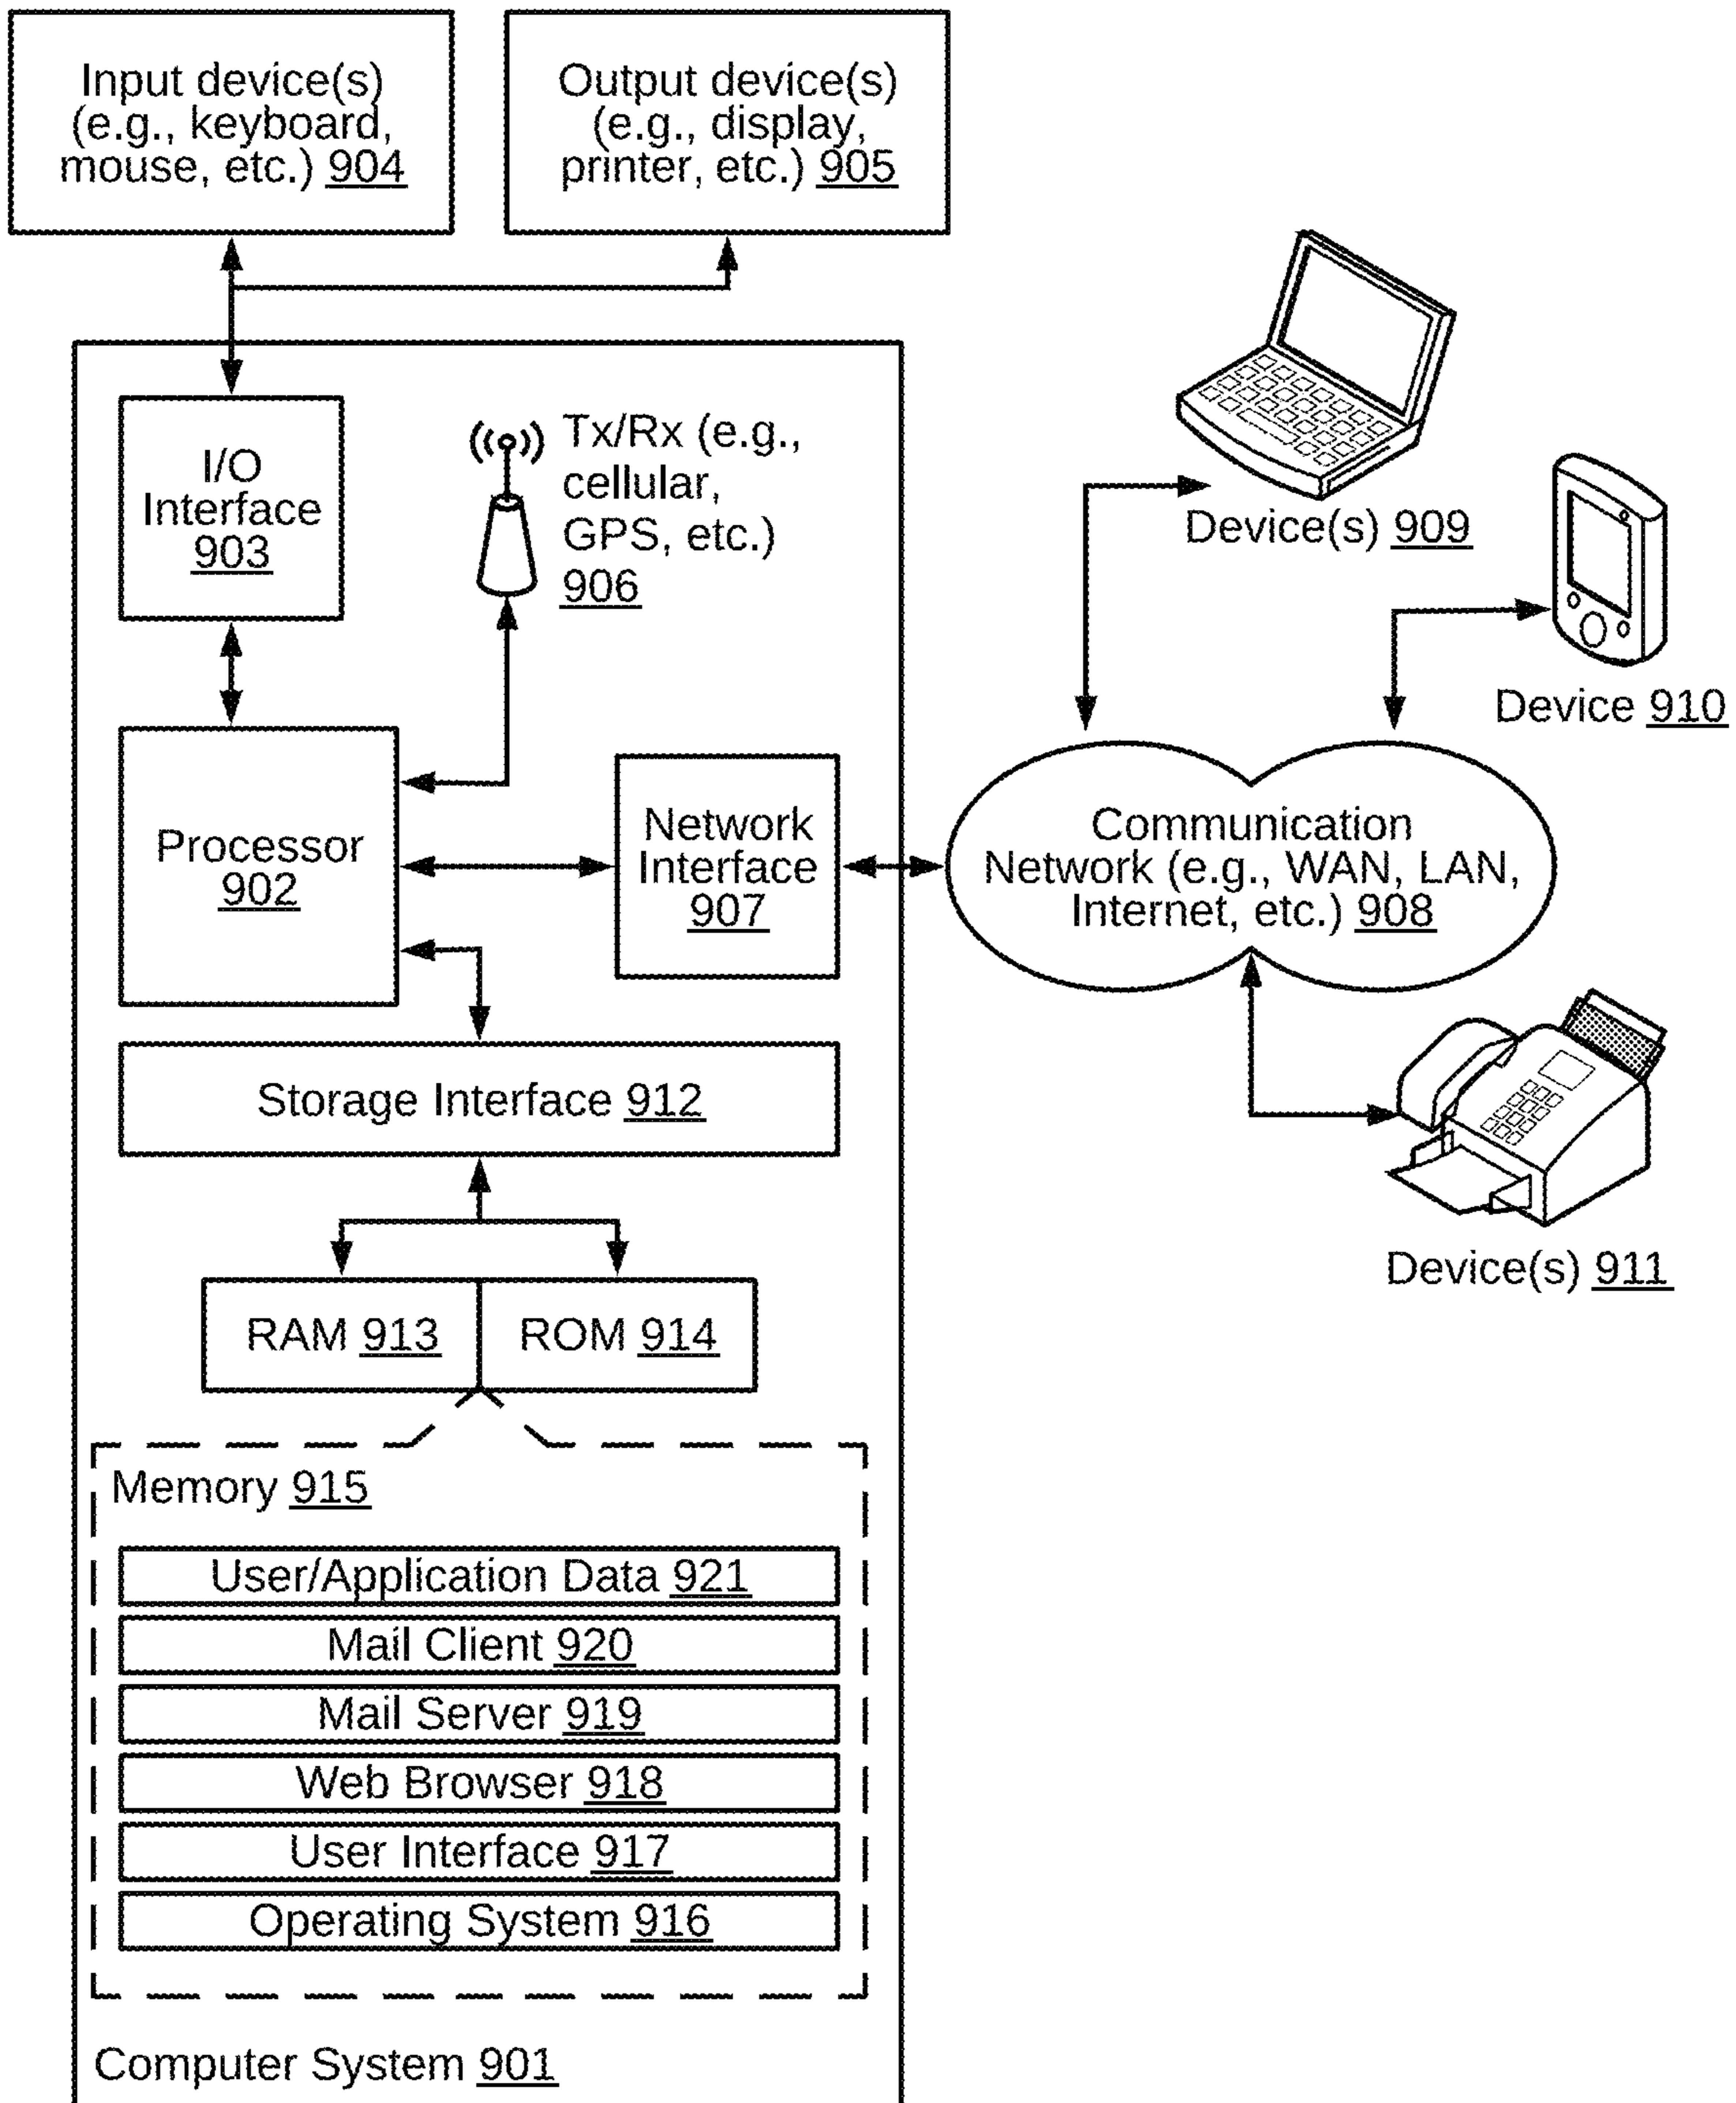 Input device(s)
(e.g., keyboard,
mouse, etc.) 904
Output device(s)
(e.g., display,
printer, etc.) 905
I/O
Interface
903
Tx/Rx (e.g.,
cellular,
GPS, etc.)
906
Device(s) 909
Device 910
Processor
902
Network
Interface
907
Communication
Network (e.g., WAN, LAN,
Internet, etc.) 908
Storage Interface 912
Device(s) 911
RAM 913
ROM 914
Memory 915
User/Application Data 921
Mail Client 920
Mail Server 919
Web Browser 918
User Interface 917
Operating System 916
Computer System 901